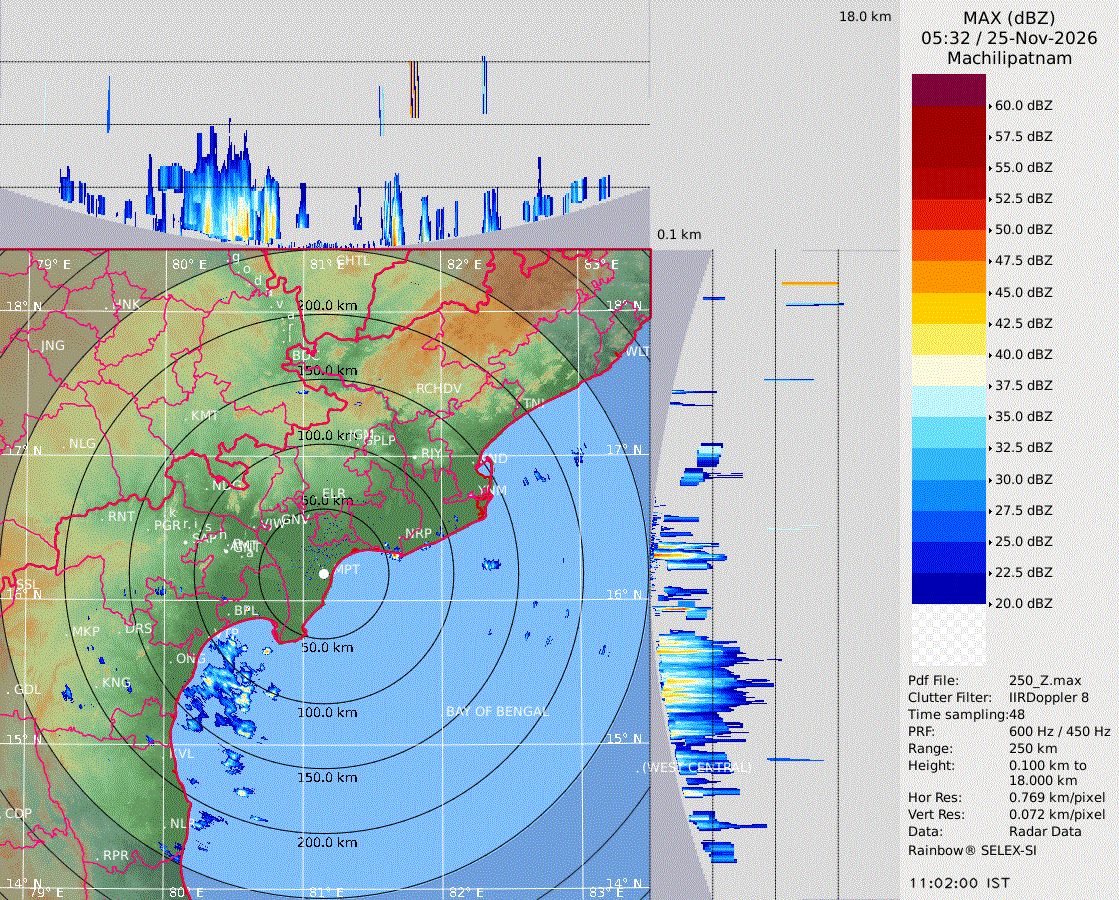 18.0 km
0.1 km
MAX (dBZ)
05:32 / 25-Nov-2026
Machilipatnam
60.0 dBZ
57.5 dBZ
55.0 dBZ
52.5 dBZ
50.0 dBZ
47.5 dBZ
45.0 dBZ
42.5 dBZ
40.0 dBZ
37.5 dBZ
35.0 dBZ
32.5 dBZ
30.0 dBZ
27.5 dBZ
25.0 dBZ
22.5 dBZ
20.0 dBZ
Pdf File: 250_Z.max
Clutter Filter: IIRDoppler 8
Time sampling:48
PRF: 600 Hz / 450 Hz
Range: 250 km
Height: 0.100 km to
18.000 km
Hor Res: 0.769 km/pixel
Vert Res: 0.072 km/pixel
Data: Radar Data
Rainbow® SELEX-SI
11:02:00 IST
79° E 80° E 81° E 82° E 83° E
CHTL
200.0 km
18° N 18° N
HNK
JNG
WLT
BDC
150.0 km
RCHDV
TNI
KMT
NLG
100.0 km
GPLP
RJY
17° N 17° N
ELR
50.0 km
RNT
PGR
VJW
GNV
NRP
MPT
SSL
16° N 16° N
BPL
MKP
DRS
50.0 km
ONG
KNG
GDL
100.0 km
BAY OF BENGAL
15° N 15° N
KVL
150.0 km
(WEST CENTRAL)
CDP
NL
200.0 km
RPR
14° N 14° N
79° E 80° 81° E 82° E 83° E